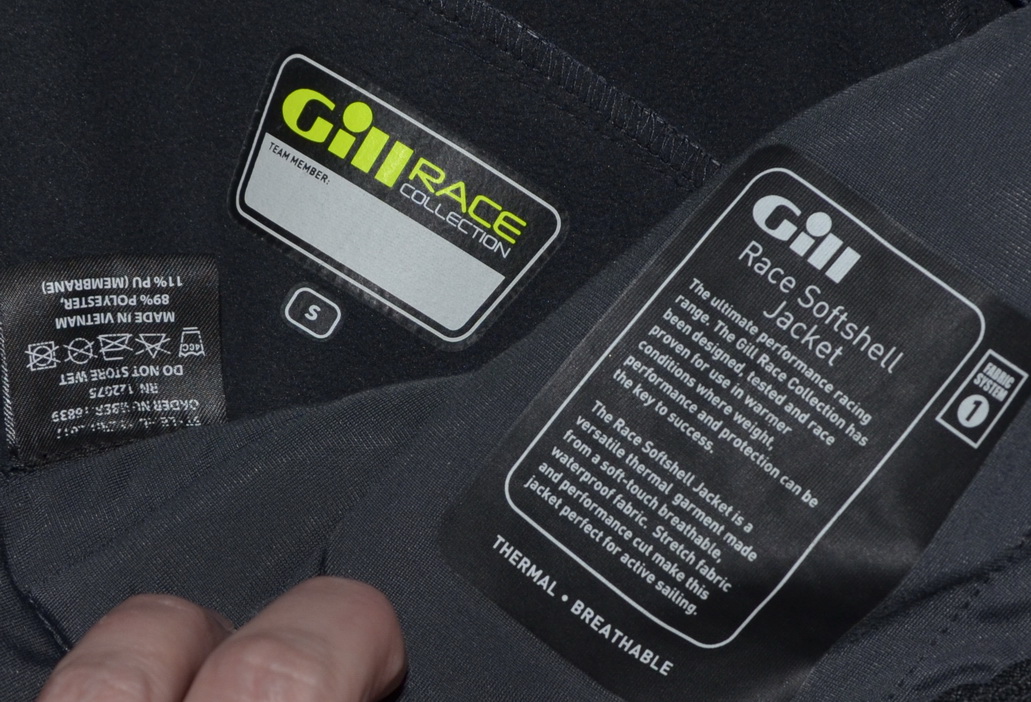 Gill RACE
COLLECTION
TEAM MEMBER:
S
11% PU (MEMBRANE)
89% POLYESTER,
MADE IN VIETNAM
DO NOT STORE WET
RN 122075
ORDER NUMBER 16839
Gill
Race Softshell
Jacket
The ultimate performance racing
range. The Gill Race Collection has
been designed, tested and race
proven for use in warmer
conditions where weight,
performance and protection can be
the key to success.
The Race Softshell Jacket is a
versatile thermal garment made
from a soft-touch breathable,
waterproof fabric. Stretch fabric
and performance cut make this
jacket perfect for active sailing.
THERMAL • BREATHABLE
FABRIC
SYSTEM
1